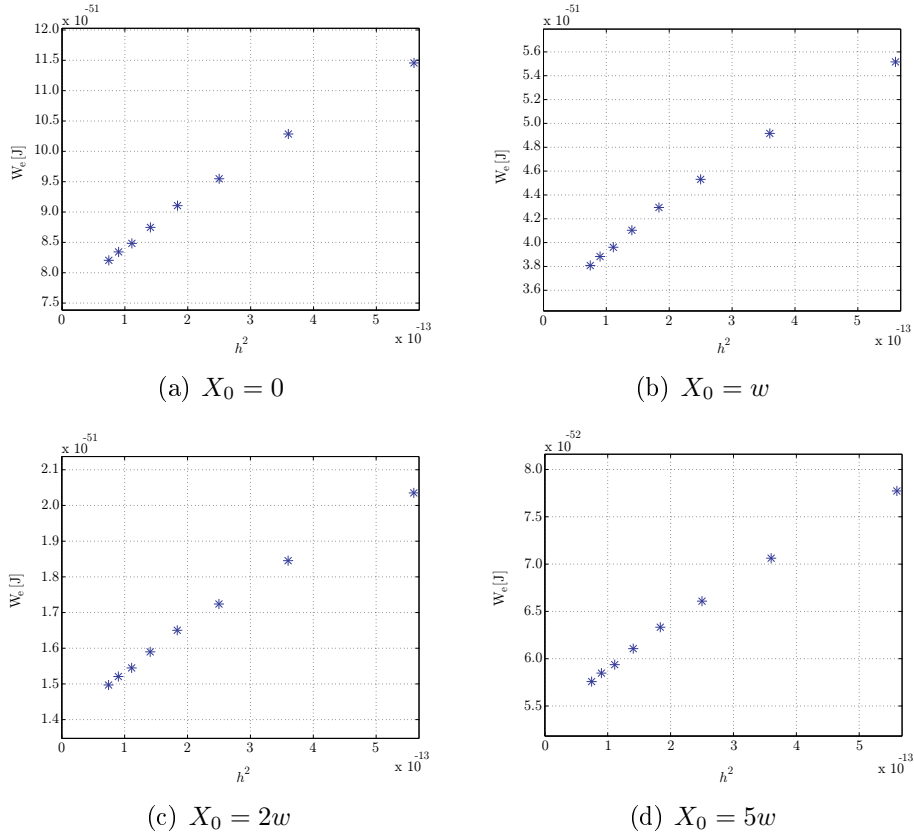 x 10^-51
12.0
11.5
11.0
10.5
10.0
9.5
9.0
8.5
8.0
7.5
W_e [J]
0 1 2 3 4 5
x 10^-13
h^2
(a) X_0 = 0
x 10^-51
5.6
5.4
5.2
5.0
4.8
4.6
4.4
4.2
4.0
3.8
3.6
W_e [J]
0 1 2 3 4 5
x 10^-13
h^2
(b) X_0 = w
x 10^-51
2.1
2.0
1.9
1.8
1.7
1.6
1.5
1.4
W_e [J]
0 1 2 3 4 5
x 10^-13
h^2
(c) X_0 = 2w
x 10^-52
8.0
7.5
7.0
6.5
6.0
5.5
W_e [J]
0 1 2 3 4 5
x 10^-13
h^2
(d) X_0 = 5w